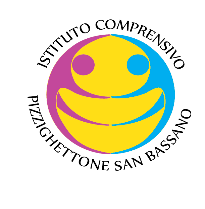 ISTITUTO COMPRENSIVO
PIZZIGHETTONE SAN BASSANO